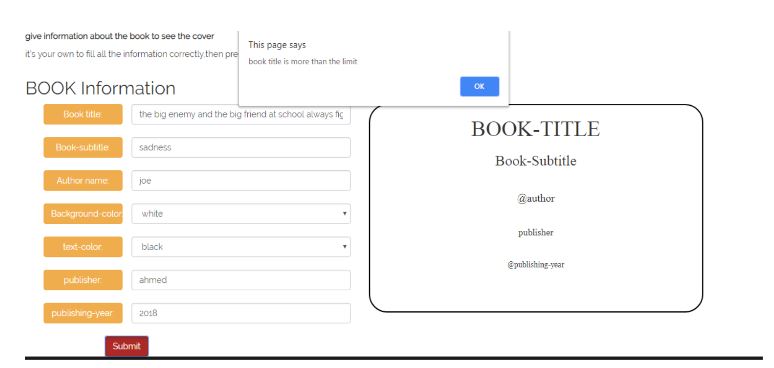 give information about the book to see the cover
it's your own to fill all the information correctly,then pre
This page says
book title is more than the limit
OK
BOOK Information
Book title: the big enemy and the big friend at school always fig
Book-subtitle: sadness
Author name: joe
Background-color white
text-color: black
publisher: ahmed
publishing-year 2018
Submit
BOOK-TITLE
Book-Subtitle
@author
publisher
@publishing-year